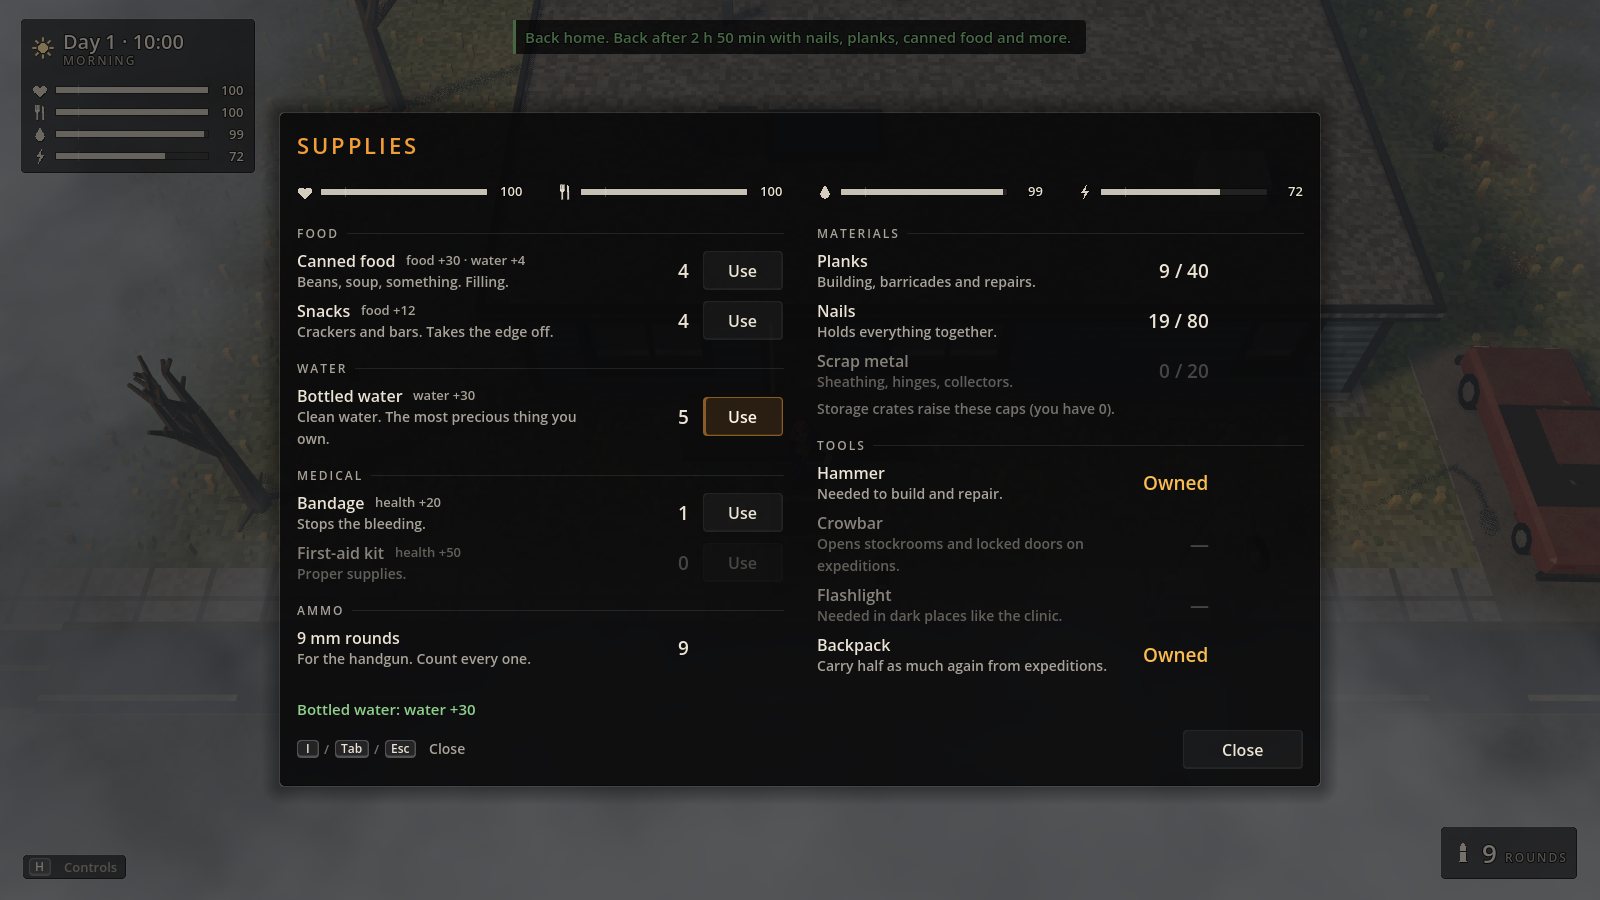 Day 1 · 10:00
MORNING
100
100
99
72
Back home. Back after 2 h 50 min with nails, planks, canned food and more.
SUPPLIES
100
100
99
72
FOOD
Canned food food +30 · water +4
Beans, soup, something. Filling.
4
Use
Snacks food +12
Crackers and bars. Takes the edge off.
4
Use
WATER
Bottled water water +30
Clean water. The most precious thing you
own.
5
Use
MEDICAL
Bandage health +20
Stops the bleeding.
1
Use
First-aid kit health +50
Proper supplies.
0
Use
AMMO
9 mm rounds
For the handgun. Count every one.
9
MATERIALS
Planks
Building, barricades and repairs.
9 / 40
Nails
Holds everything together.
19 / 80
Scrap metal
Sheathing, hinges, collectors.
0 / 20
Storage crates raise these caps (you have 0).
TOOLS
Hammer
Needed to build and repair.
Owned
Crowbar
Opens stockrooms and locked doors on
expeditions.
—
Flashlight
Needed in dark places like the clinic.
—
Backpack
Carry half as much again from expeditions.
Owned
Bottled water: water +30
I / Tab / Esc Close
Close
H Controls
9 ROUNDS